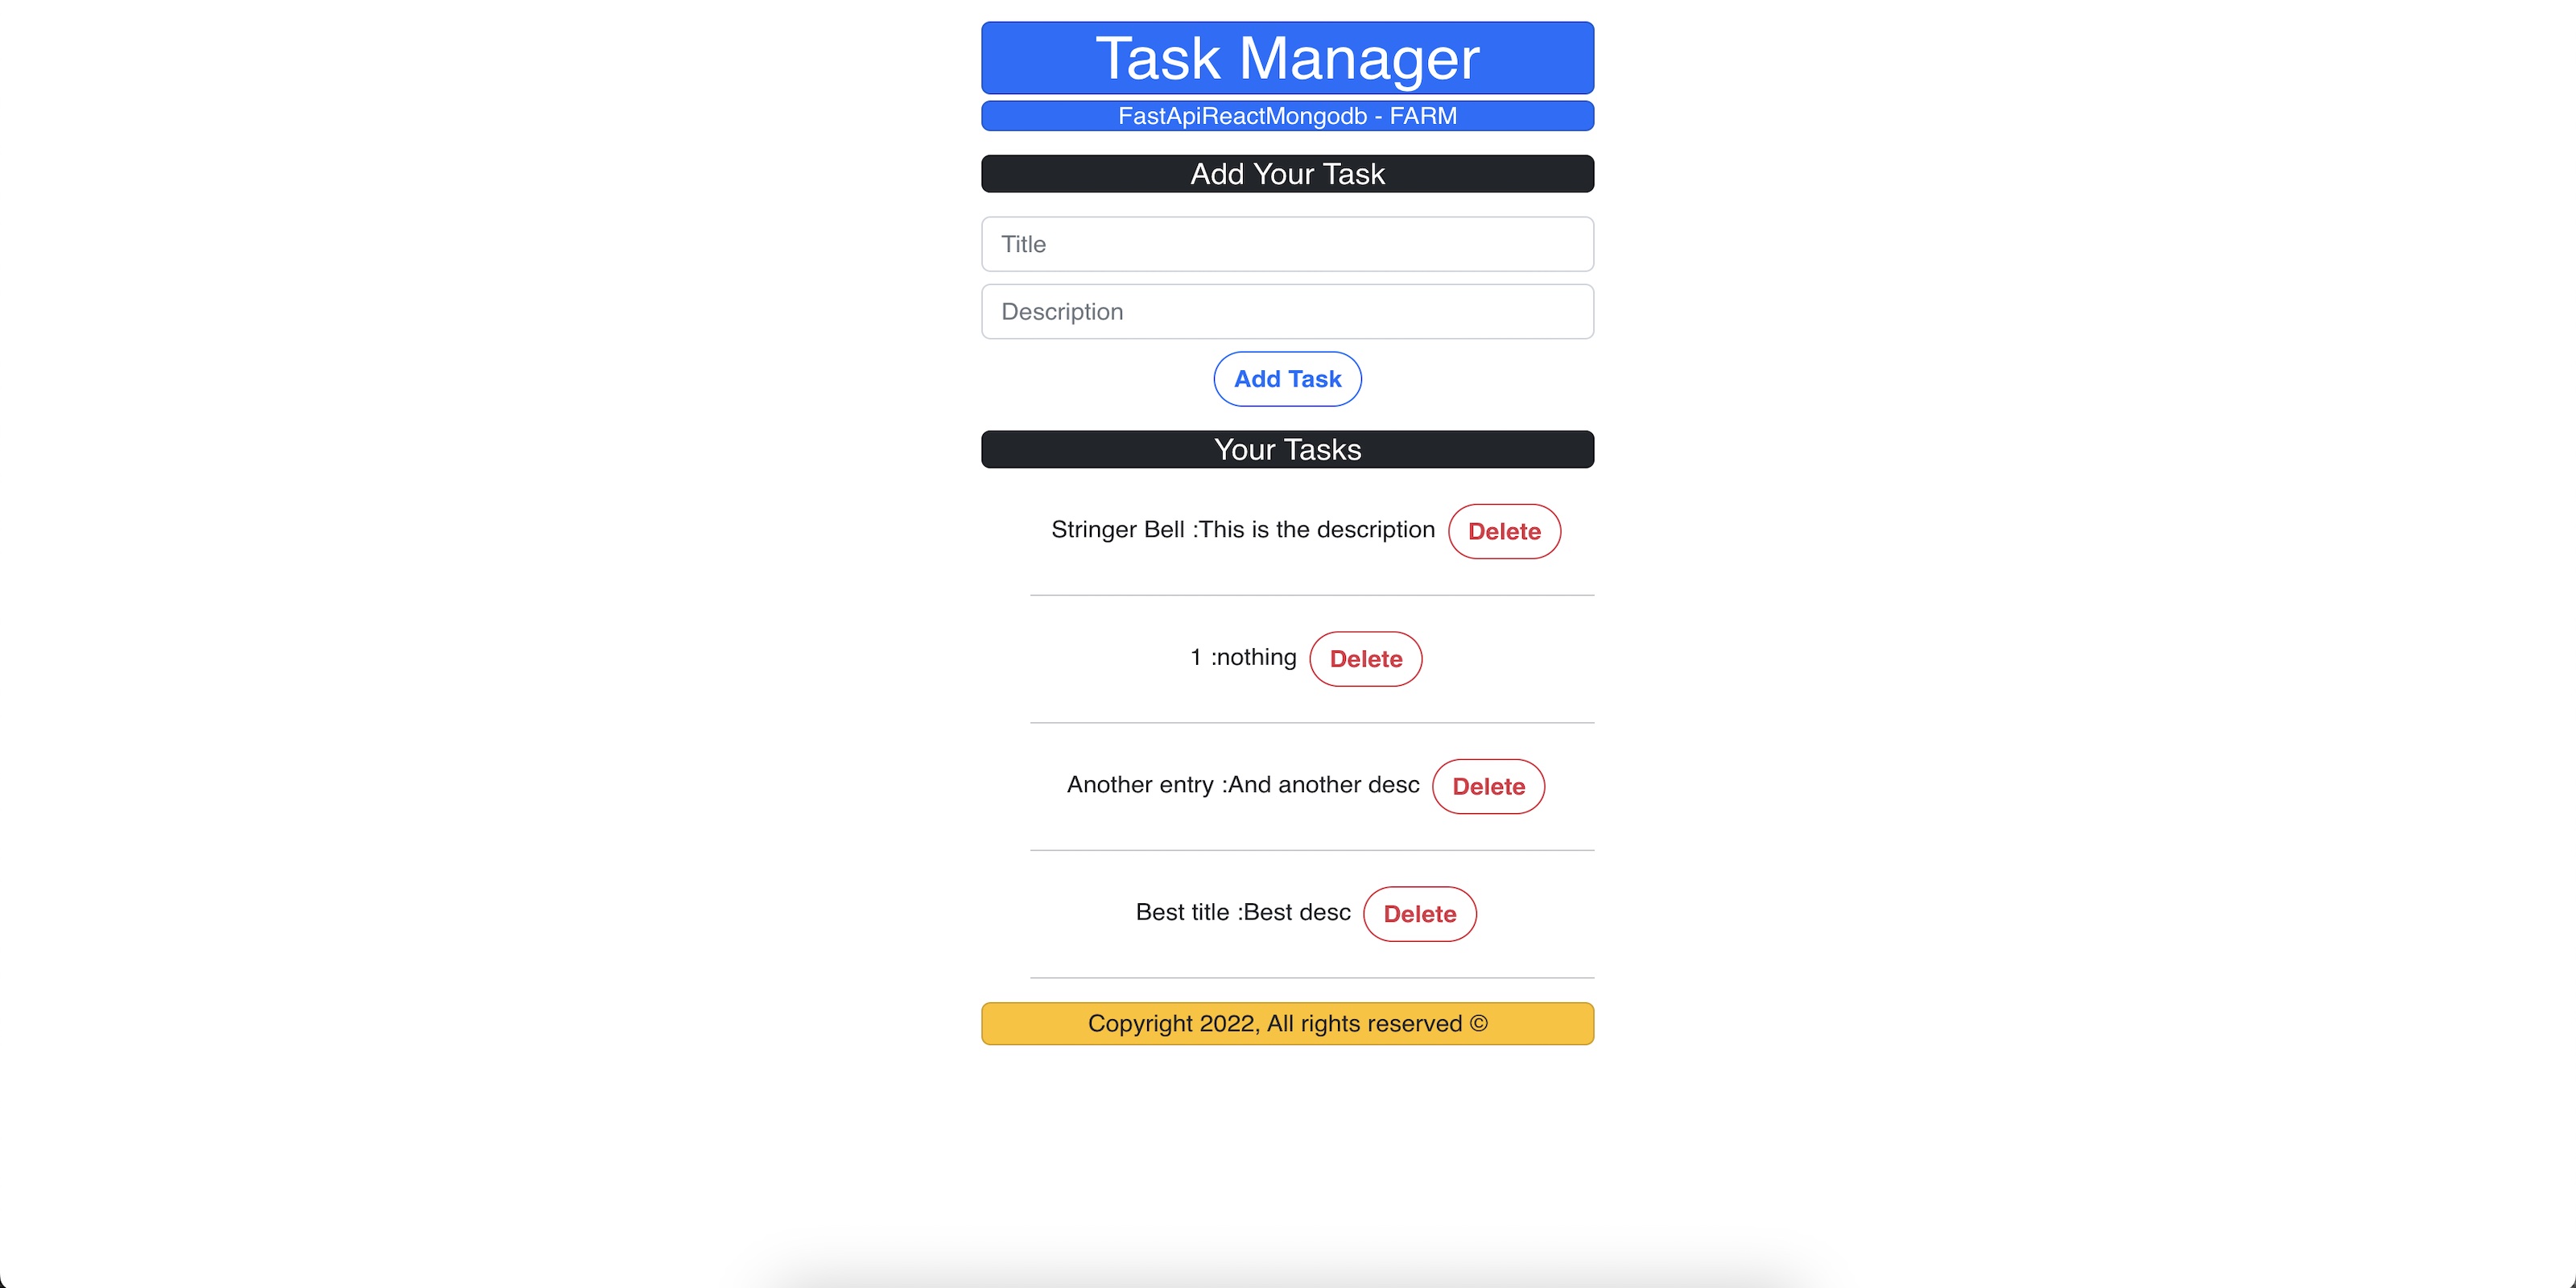 Task Manager
FastApiReactMongodb - FARM
Add Your Task
Title
Description
Add Task
Your Tasks
Stringer Bell :This is the description Delete
1 :nothing Delete
Another entry :And another desc Delete
Best title :Best desc Delete
Copyright 2022, All rights reserved ©